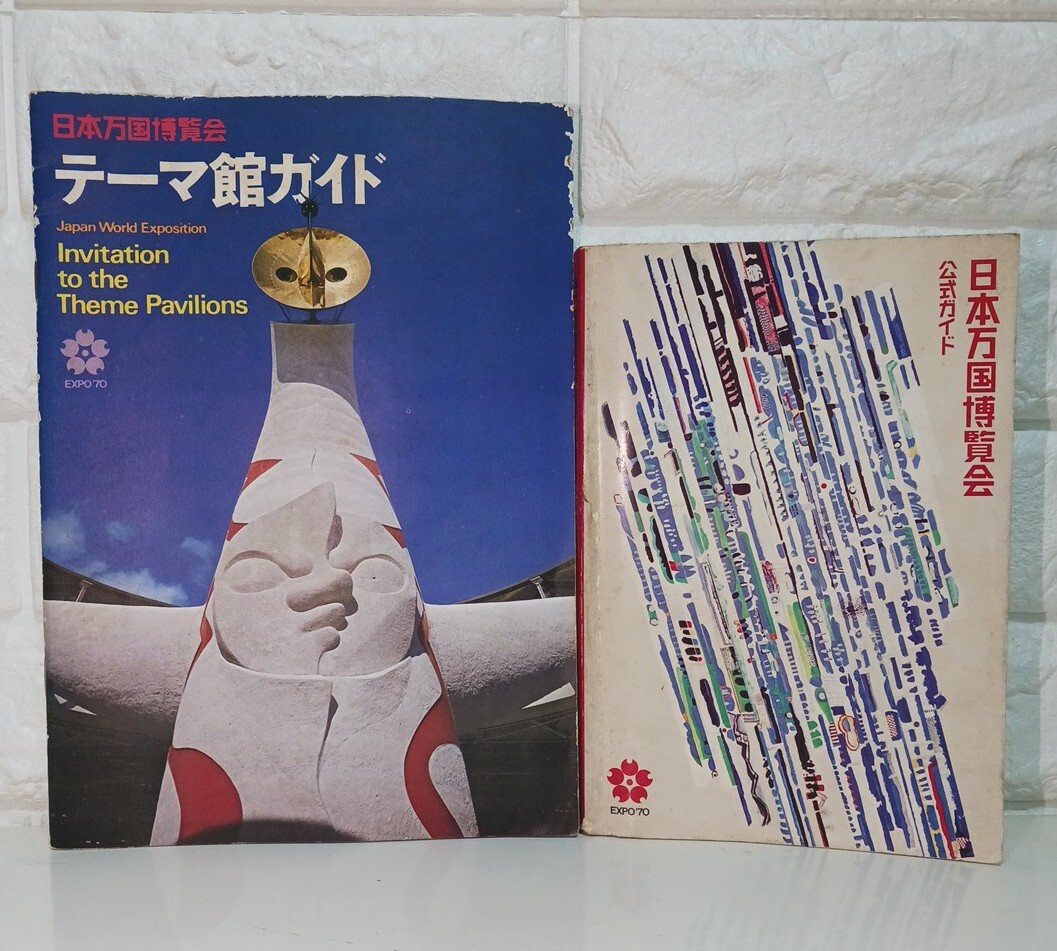 日本万国博覧会
テーマ館ガイド
Japan World Exposition
Invitation
to the
Theme Pavilions
EXPO'70
日本万国博覧会
公式ガイド
EXPO'70